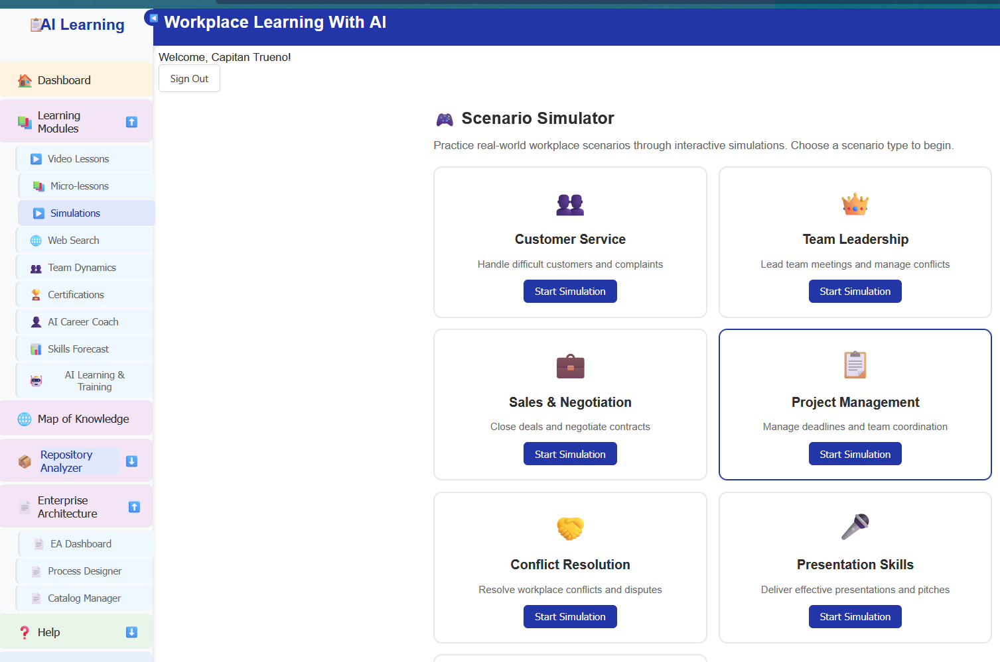 AI Learning
Workplace Learning With AI
Welcome, Capitan Trueno!
Sign Out
Dashboard
Learning
Modules
Video Lessons
Micro-lessons
Simulations
Web Search
Team Dynamics
Certifications
AI Career Coach
Skills Forecast
AI Learning &
Training
Map of Knowledge
Repository
Analyzer
Enterprise
Architecture
EA Dashboard
Process Designer
Catalog Manager
Help
Scenario Simulator
Practice real-world workplace scenarios through interactive simulations. Choose a scenario type to begin.
Customer Service
Handle difficult customers and complaints
Start Simulation
Team Leadership
Lead team meetings and manage conflicts
Start Simulation
Sales & Negotiation
Close deals and negotiate contracts
Start Simulation
Project Management
Manage deadlines and team coordination
Start Simulation
Conflict Resolution
Resolve workplace conflicts and disputes
Start Simulation
Presentation Skills
Deliver effective presentations and pitches
Start Simulation